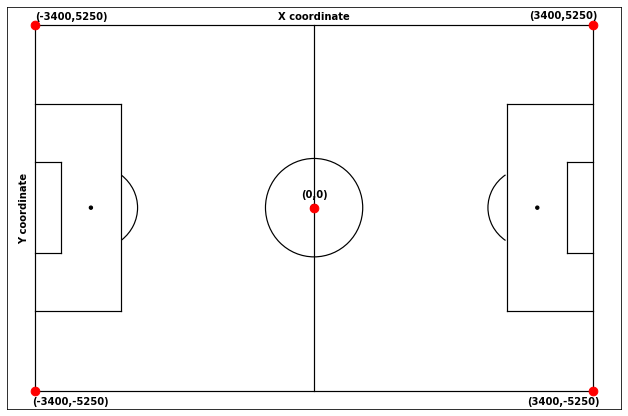 (-3400,5250)
X coordinate
(3400,5250)
Y coordinate
(0,0)
(-3400,-5250)
(3400,-5250)